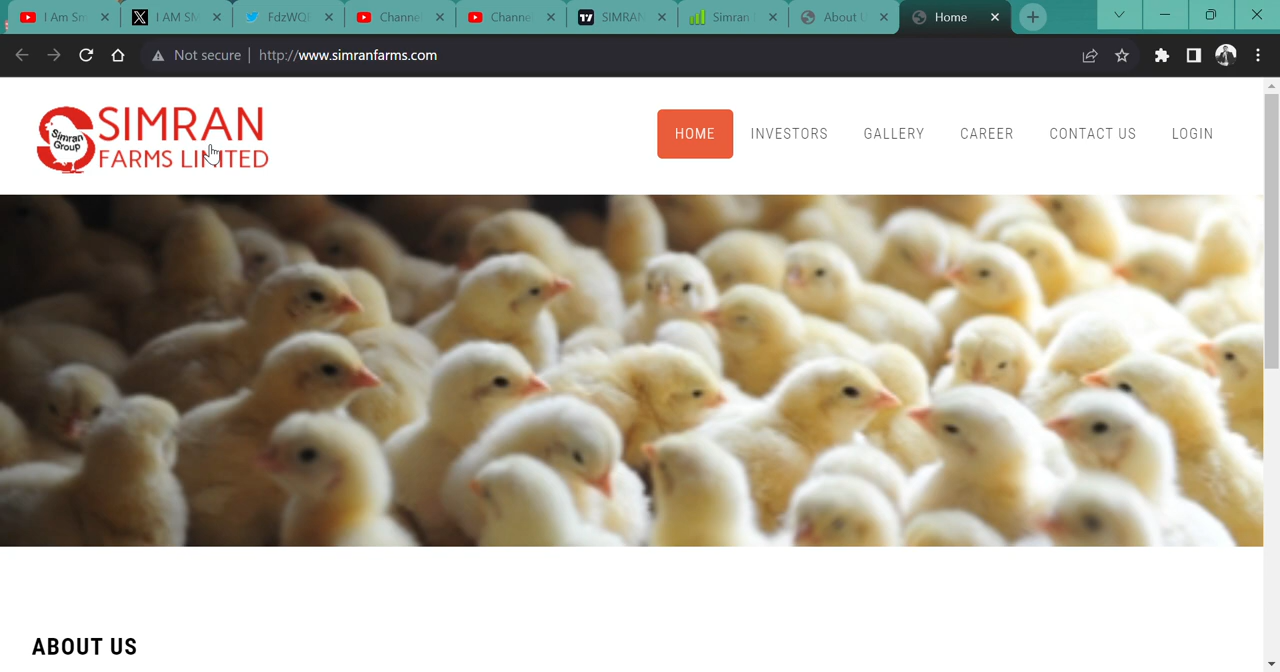 I Am Sm
I AM SM
FdzWQE
Channe
Channe
SIMRAN
Simran
About U
Home
Not secure
http://www.simranfarms.com
Simran
Group
SIMRAN
FARMS LIMITED
HOME
INVESTORS
GALLERY
CAREER
CONTACT US
LOGIN
ABOUT US